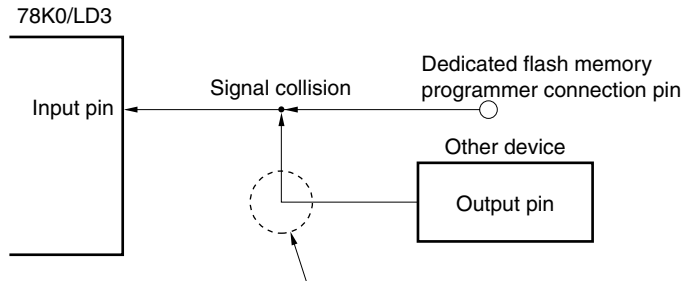 78K0/LD3
Input pin
Signal collision
Dedicated flash memory
programmer connection pin
Other device
Output pin